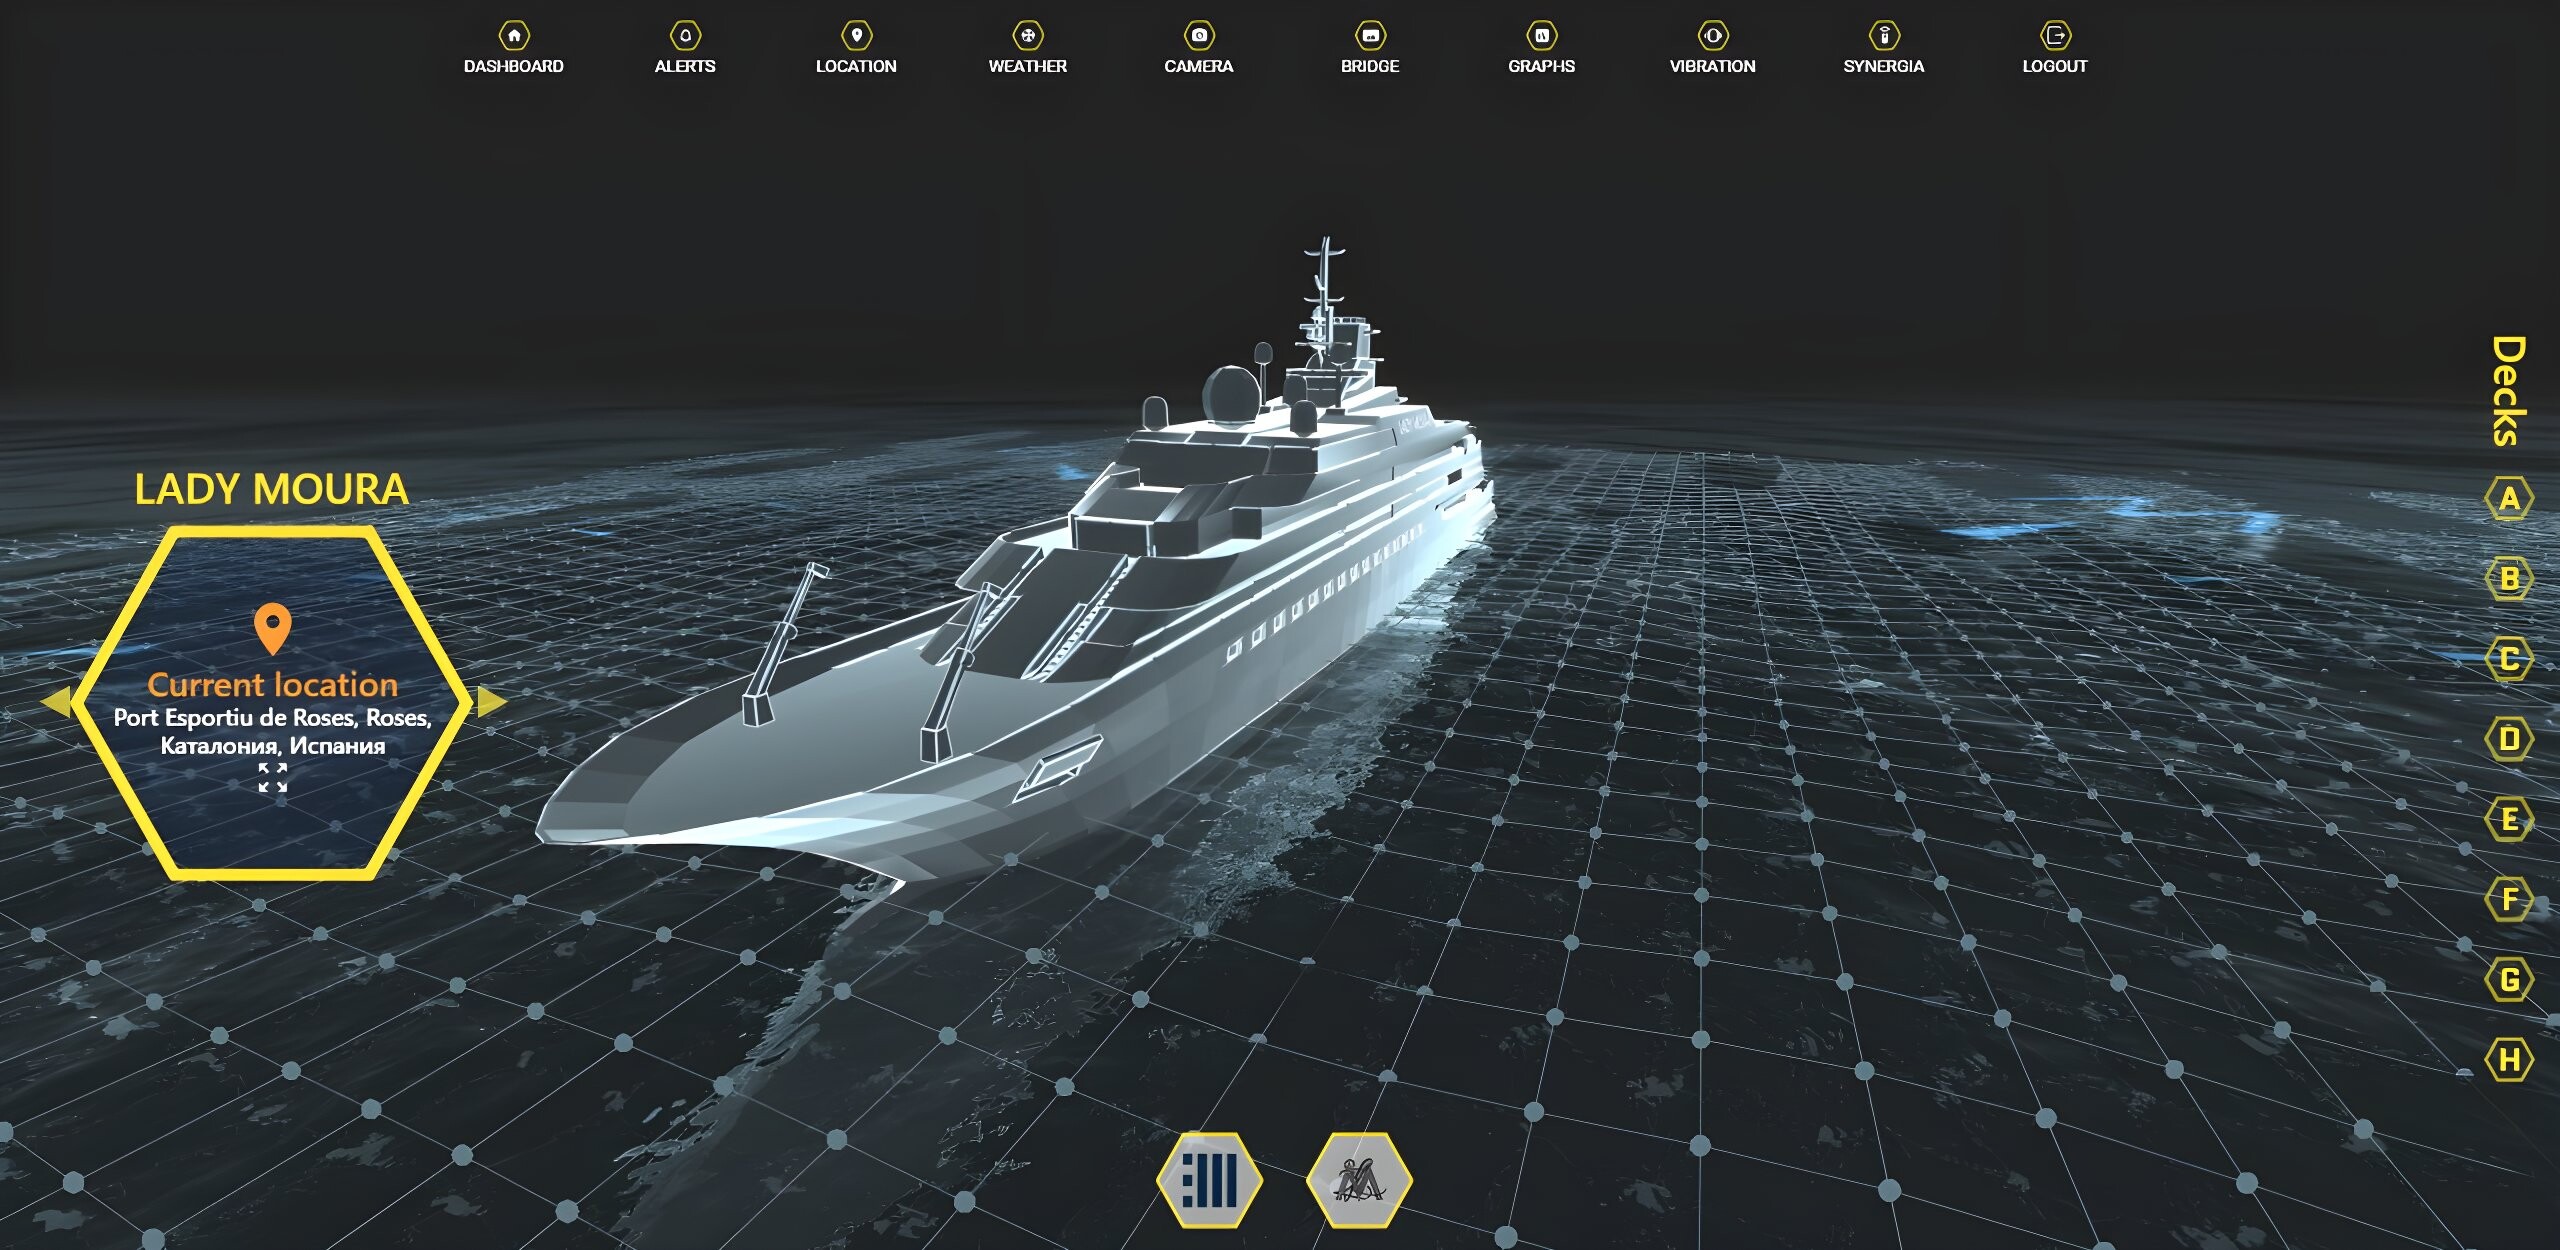 DASHBOARD
ALERTS
LOCATION
WEATHER
CAMERA
BRIDGE
GRAPHS
VIBRATION
SYNERGIA
LOGOUT
LADY MOURA
Current location
Port Esportiu de Roses, Roses,
Каталония, Испания
Decks
A
B
C
D
E
F
G
H